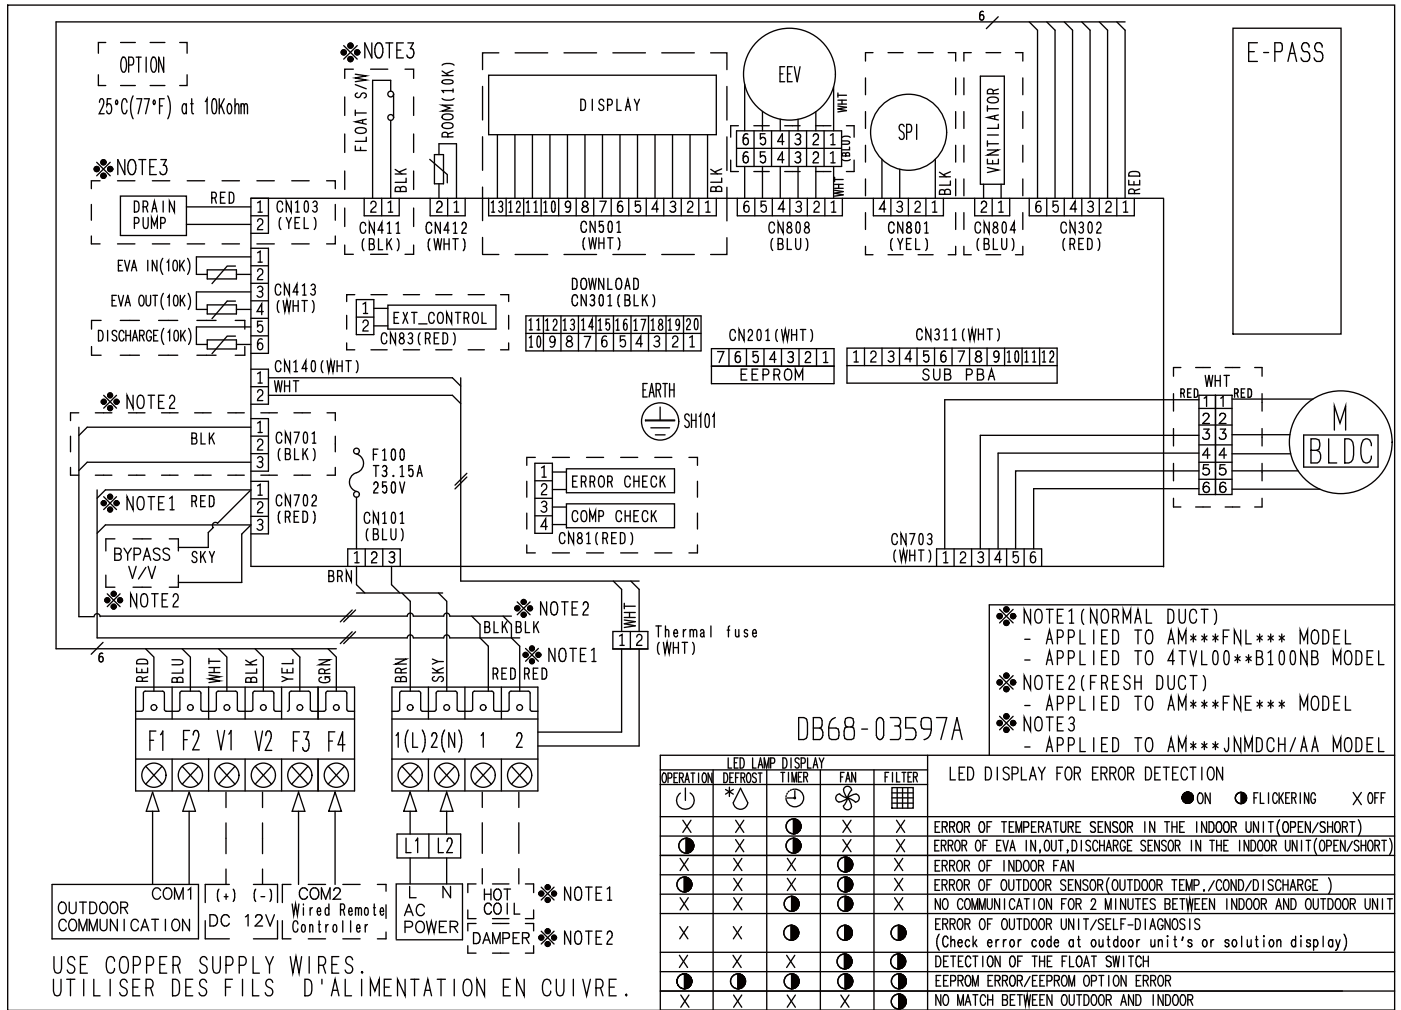 6
OPTION
25°C(77°F) at 10Kohm
※NOTE3
FLOAT S/W
BLK
ROOM(10K)
DISPLAY
BLK
EEV
WHT
6 5 4 3 2 1
6 5 4 3 2 1
(BLU)
WHT
SPI
BLK
VENTILATOR
RED
E-PASS
※NOTE3
DRAIN
PUMP
RED
1
2
CN103
(YEL)
2 1
CN411
(BLK)
2 1
CN412
(WHT)
13 12 11 10 9 8 7 6 5 4 3 2 1
CN501
(WHT)
6 5 4 3 2 1
CN808
(BLU)
4 3 2 1
CN801
(YEL)
2 1
CN804
(BLU)
6 5 4 3 2 1
CN302
(RED)
EVA IN(10K)
EVA OUT(10K)
DISCHARGE(10K)
1
2
3
4
5
6
CN413
(WHT)
1
2
EXT_CONTROL
CN83(RED)
DOWNLOAD
CN301(BLK)
11 12 13 14 15 16 17 18 19 20
10 9 8 7 6 5 4 3 2 1
CN201(WHT)
7 6 5 4 3 2 1
EEPROM
CN311(WHT)
1 2 3 4 5 6 7 8 9 10 11 12
SUB PBA
CN140(WHT)
1
2
WHT
※NOTE2
BLK
1
2
3
CN701
(BLK)
EARTH
SH101
F100
T3.15A
250V
WHT
RED RED
1 1
2 2
3 3
4 4
5 5
6 6
M
BLDC
※NOTE1 RED
1
2
3
CN702
(RED)
BYPASS
V/V
SKY
※NOTE2
CN101
(BLU)
1 2 3
BRN
1
2
3
4
ERROR CHECK
COMP CHECK
CN81(RED)
CN703
(WHT)
1 2 3 4 5 6
※NOTE2
BLK BLK
WHT
1 2
Thermal fuse
(WHT)
※NOTE1
RED RED
6
RED
BLU
WHT
BLK
YEL
GRN
BRN
SKY
F1 F2 V1 V2 F3 F4
1(L) 2(N) 1 2
L1 L2
COM1
OUTDOOR
COMMUNICATION
(+) (-)
DC 12V
COM2
Wired Remote
Controller
L N
AC
POWER
HOT
COIL
※NOTE1
DAMPER
※NOTE2
USE COPPER SUPPLY WIRES.
UTILISER DES FILS D'ALIMENTATION EN CUIVRE.
DB68-03597A
※NOTE1(NORMAL DUCT)
- APPLIED TO AM***FNL*** MODEL
- APPLIED TO 4TVL00**B100NB MODEL
※NOTE2(FRESH DUCT)
- APPLIED TO AM***FNE*** MODEL
※NOTE3
- APPLIED TO AM***JNMDCH/AA MODEL
LED LAMP DISPLAY
OPERATION DEFROST TIMER FAN FILTER
LED DISPLAY FOR ERROR DETECTION
●ON ◑FLICKERING X OFF
X X ◑ X X ERROR OF TEMPERATURE SENSOR IN THE INDOOR UNIT(OPEN/SHORT)
◑ X ◑ X X ERROR OF EVA IN,OUT,DISCHARGE SENSOR IN THE INDOOR UNIT(OPEN/SHORT)
X X X ◑ X ERROR OF INDOOR FAN
◑ X X ◑ X ERROR OF OUTDOOR SENSOR(OUTDOOR TEMP./COND/DISCHARGE )
X X ◑ ◑ X NO COMMUNICATION FOR 2 MINUTES BETWEEN INDOOR AND OUTDOOR UNIT
X X ◑ ◑ ◑ ERROR OF OUTDOOR UNIT/SELF-DIAGNOSIS
(Check error code at outdoor unit's or solution display)
X X X ◑ ◑ DETECTION OF THE FLOAT SWITCH
◑ ◑ ◑ ◑ ◑ EEPROM ERROR/EEPROM OPTION ERROR
X X X X ◑ NO MATCH BETWEEN OUTDOOR AND INDOOR